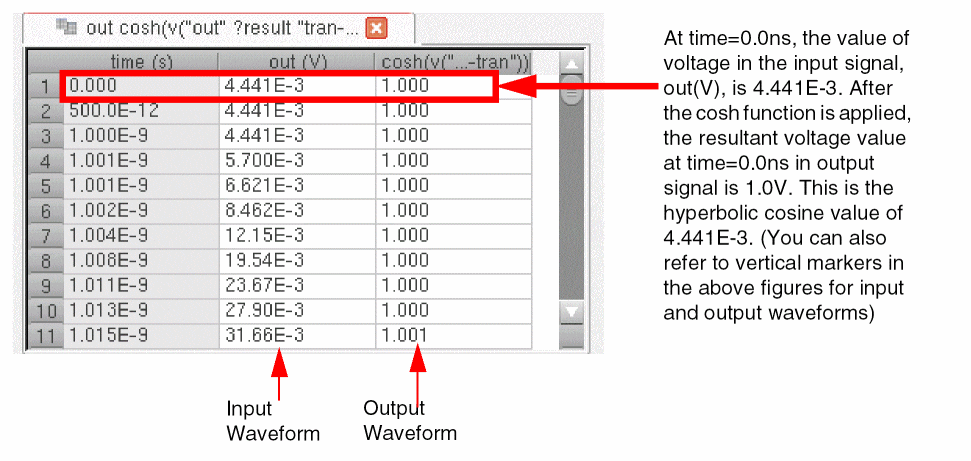 out cosh(v("out" ?result "tran-...
time (s) out (V) cosh(v("...-tran"))
1 0.000 4.441E-3 1.000
2 500.0E-12 4.441E-3 1.000
3 1.000E-9 4.441E-3 1.000
4 1.001E-9 5.700E-3 1.000
5 1.001E-9 6.621E-3 1.000
6 1.002E-9 8.462E-3 1.000
7 1.004E-9 12.15E-3 1.000
8 1.008E-9 19.54E-3 1.000
9 1.011E-9 23.67E-3 1.000
10 1.013E-9 27.90E-3 1.000
11 1.015E-9 31.66E-3 1.001
Input
Waveform
Output
Waveform
At time=0.0ns, the value of
voltage in the input signal,
out(V), is 4.441E-3. After
the cosh function is applied,
the resultant voltage value
at time=0.0ns in output
signal is 1.0V. This is the
hyperbolic cosine value of
4.441E-3. (You can also
refer to vertical markers in
the above figures for input
and output waveforms)